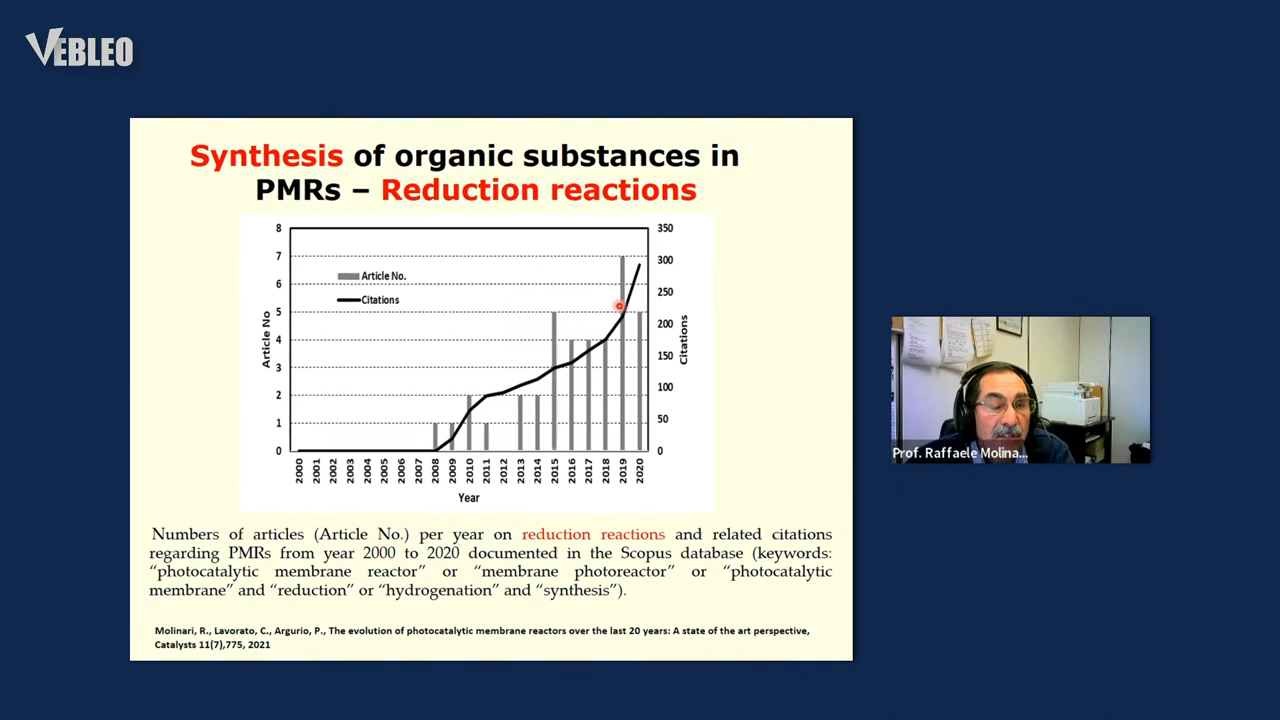 VEBLEO
Synthesis of organic substances in
PMRs – Reduction reactions
8
7
6
5
4
3
2
1
0
Article No
Article No.
Citations
350
300
250
200
150
100
50
0
Citations
2000
2001
2002
2003
2004
2005
2006
2007
2008
2009
2010
2011
2012
2013
2014
2015
2016
2017
2018
2019
2020
Year
Numbers of articles (Article No.) per year on reduction reactions and related citations
regarding PMRs from year 2000 to 2020 documented in the Scopus database (keywords:
“photocatalytic membrane reactor” or “membrane photoreactor” or “photocatalytic
membrane” and “reduction” or “hydrogenation” and “synthesis”).
Molinari, R., Lavorato, C., Argurio, P., The evolution of photocatalytic membrane reactors over the last 20 years: A state of the art perspective,
Catalysts 11(7),775, 2021
Prof. Raffaele Molina...